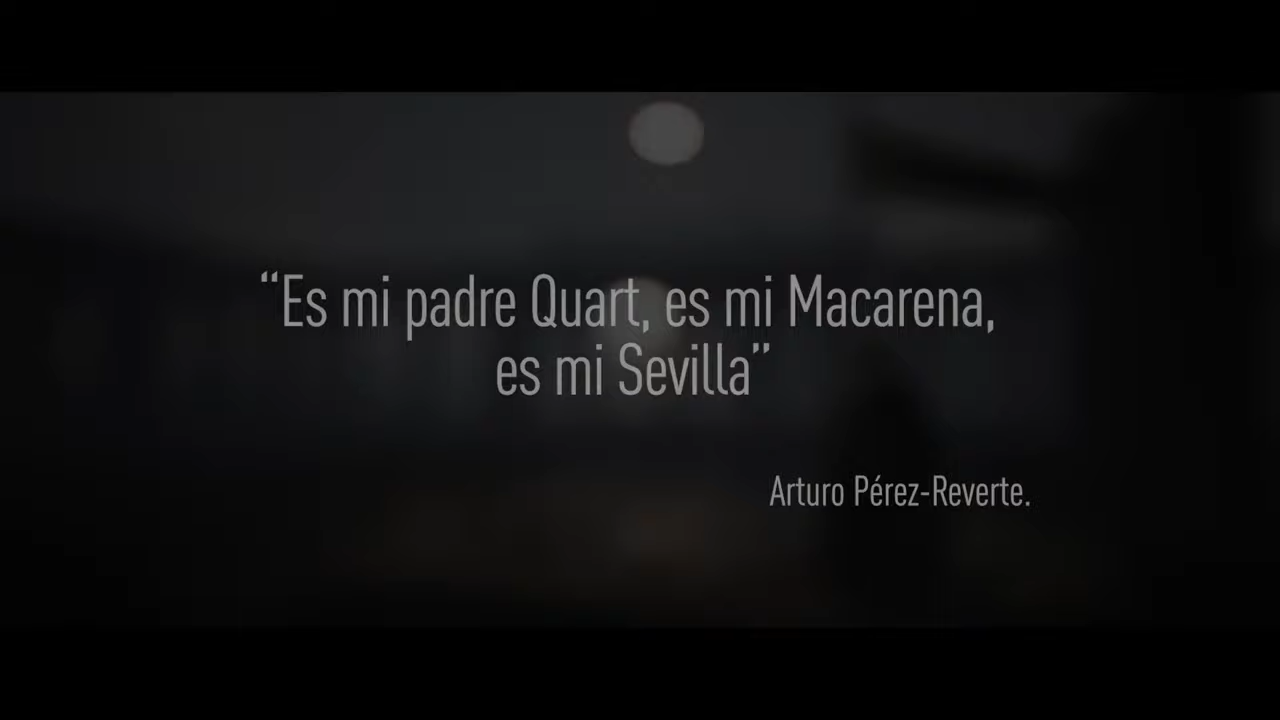 “Es mi padre Quart, es mi Macarena,
es mi Sevilla”
Arturo Pérez-Reverte.